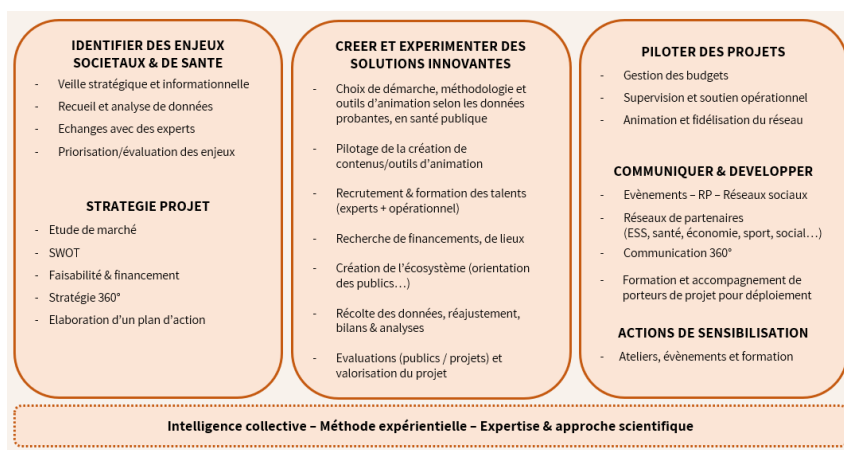 IDENTIFIER DES ENJEUX
SOCIETAUX & DE SANTE
- Veille stratégique et informationnelle
- Recueil et analyse de données
- Echanges avec des experts
- Priorisation/évaluation des enjeux
STRATEGIE PROJET
- Etude de marché
- SWOT
- Faisabilité & financement
- Stratégie 360°
- Elaboration d'un plan d'action
CREER ET EXPERIMENTER DES
SOLUTIONS INNOVANTES
- Choix de démarche, méthodologie et
outils d'animation selon les données
probantes, en santé publique
- Pilotage de la création de
contenus/outils d'animation
- Recrutement & formation des talents
(experts + opérationnel)
- Recherche de financements, de lieux
- Création de l'écosystème (orientation
des publics…)
- Récolte des données, réajustement,
bilans & analyses
- Evaluations (publics / projets) et
valorisation du projet
PILOTER DES PROJETS
- Gestion des budgets
- Supervision et soutien opérationnel
- Animation et fidélisation du réseau
COMMUNIQUER & DEVELOPPER
- Evènements – RP – Réseaux sociaux
- Réseaux de partenaires
(ESS, santé, économie, sport, social…)
- Communication 360°
- Formation et accompagnement de
porteurs de projet pour déploiement
ACTIONS DE SENSIBILISATION
- Ateliers, évènements et formation
Intelligence collective – Méthode expérientielle – Expertise & approche scientifique